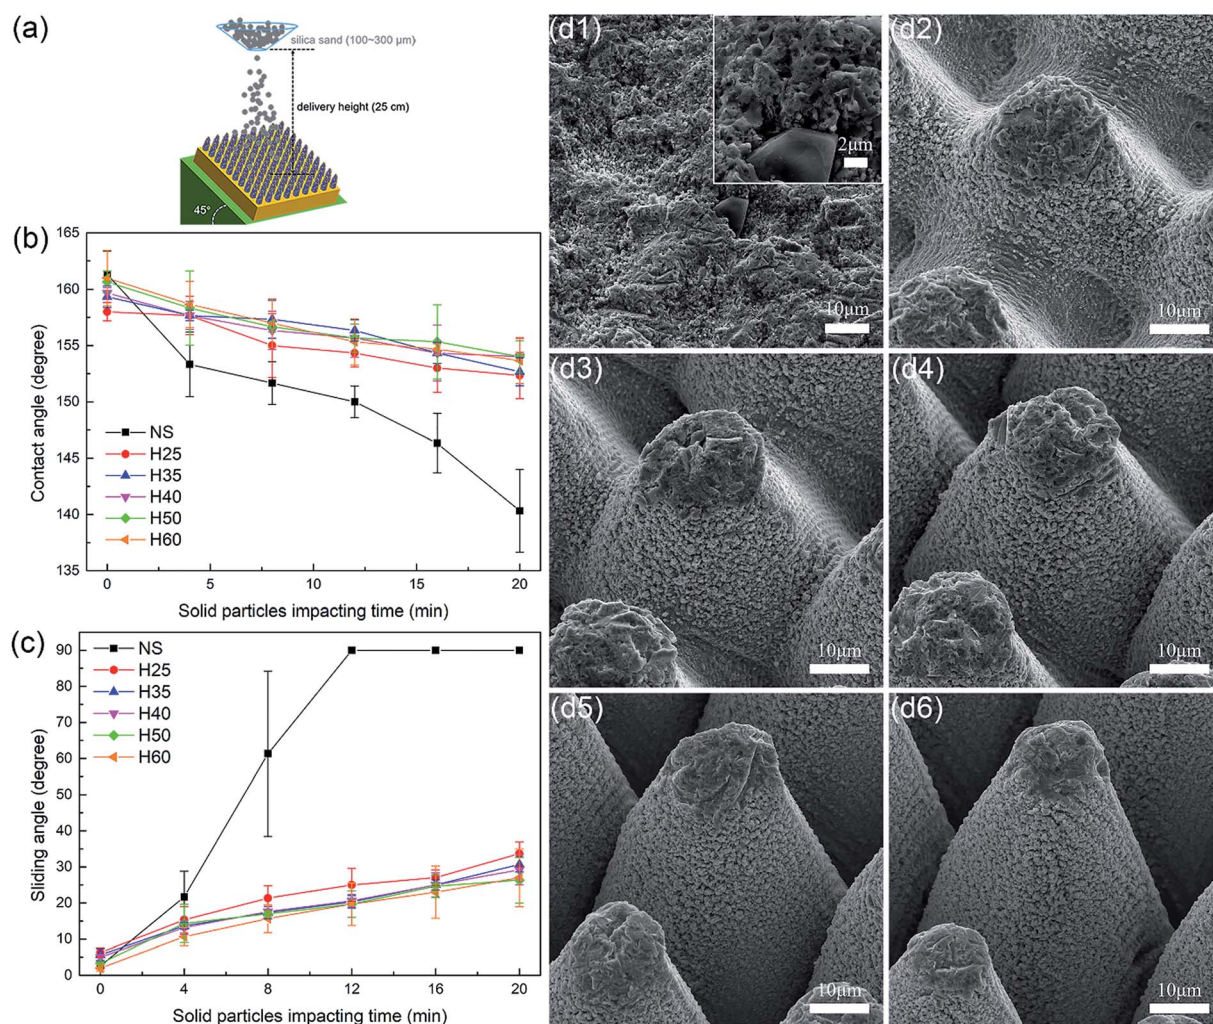 (a)
silica sand (100~300 μm)
delivery height (25 cm)
45°
(b)
165
160
155
150
145
140
135
Contact angle (degree)
NS
H25
H35
H40
H50
H60
0
5
10
15
20
Solid particles impacting time (min)
(c)
90
80
70
60
50
40
30
20
10
0
Sliding angle (degree)
NS
H25
H35
H40
H50
H60
0
4
8
12
16
20
Solid particles impacting time (min)
(d1)
2μm
10μm
(d2)
10μm
(d3)
10μm
(d4)
10μm
(d5)
10μm
(d6)
10μm